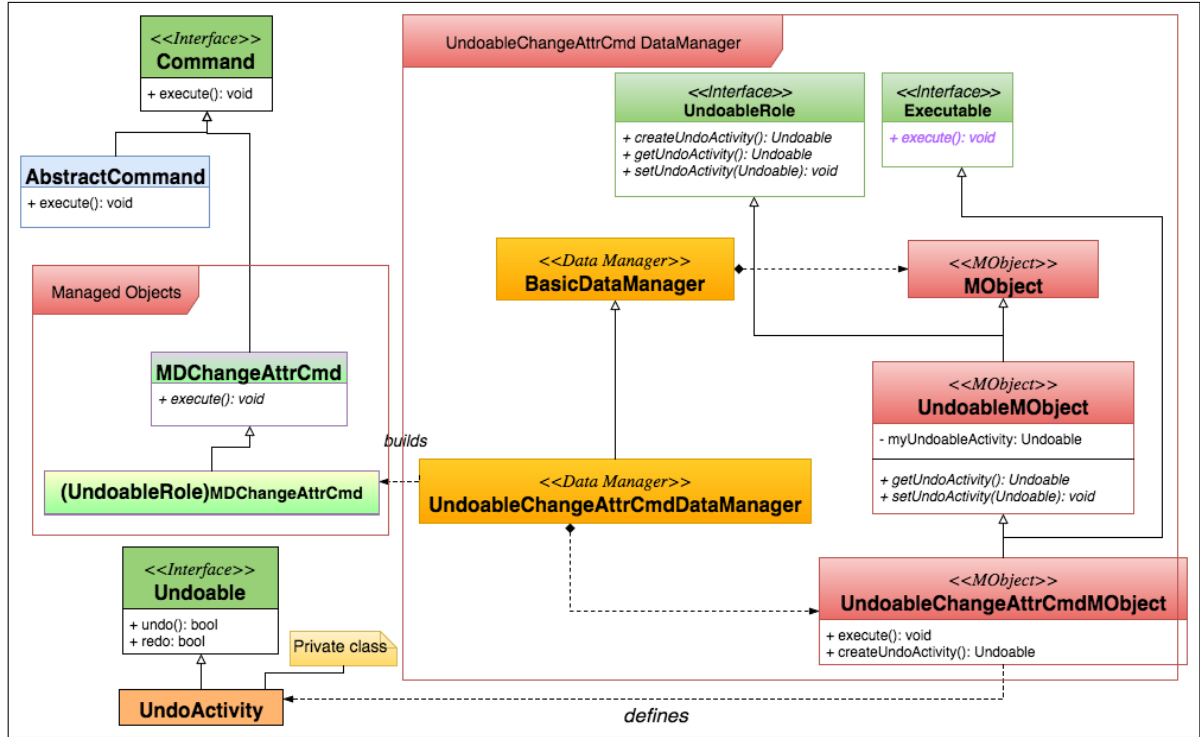 <<Interface>>
Command
+ execute(): void
AbstractCommand
+ execute(): void
Managed Objects
MDChangeAttrCmd
+ execute(): void
(UndoableRole)MDChangeAttrCmd
builds
<<Interface>>
Undoable
+ undo(): bool
+ redo: bool
Private class
UndoActivity
defines
UndoableChangeAttrCmd DataManager
<<Interface>>
UndoableRole
+ createUndoActivity(): Undoable
+ getUndoActivity(): Undoable
+ setUndoActivity(Undoable): void
<<Interface>>
Executable
+ execute(): void
<<Data Manager>>
BasicDataManager
<<MObject>>
MObject
<<MObject>>
UndoableMObject
- myUndoableActivity: Undoable
+ getUndoActivity(): Undoable
+ setUndoActivity(Undoable): void
<<Data Manager>>
UndoableChangeAttrCmdDataManager
<<MObject>>
UndoableChangeAttrCmdMObject
+ execute(): void
+ createUndoActivity(): Undoable